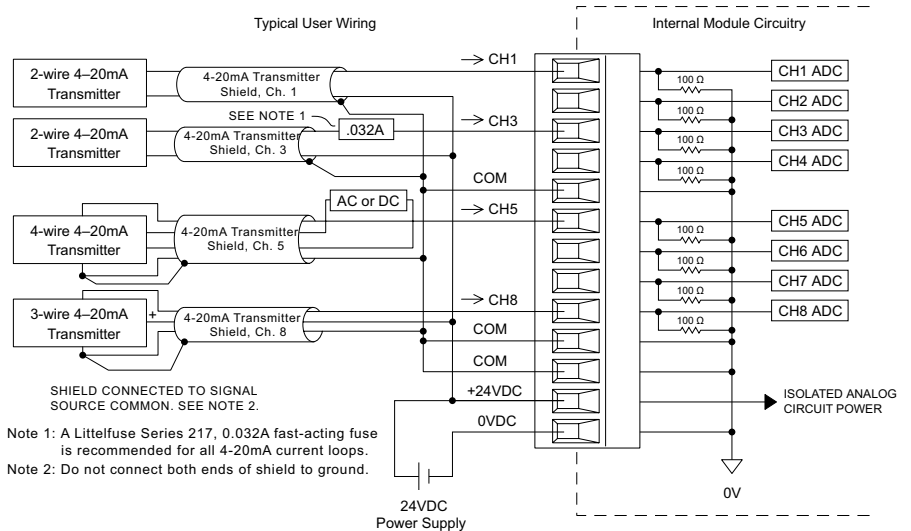 Typical User Wiring
Internal Module Circuitry
2-wire 4–20mA
Transmitter
4-20mA Transmitter
Shield, Ch. 1
CH1
100 Ω
CH1 ADC
SEE NOTE 1
.032A
100 Ω
CH2 ADC
2-wire 4–20mA
Transmitter
4-20mA Transmitter
Shield, Ch. 3
CH3
100 Ω
CH3 ADC
100 Ω
CH4 ADC
COM
AC or DC
4-wire 4–20mA
Transmitter
4-20mA Transmitter
Shield, Ch. 5
CH5
100 Ω
CH5 ADC
100 Ω
CH6 ADC
100 Ω
CH7 ADC
3-wire 4–20mA
Transmitter
+
4-20mA Transmitter
Shield, Ch. 8
CH8
100 Ω
CH8 ADC
COM
COM
SHIELD CONNECTED TO SIGNAL
SOURCE COMMON. SEE NOTE 2.
+24VDC
ISOLATED ANALOG
CIRCUIT POWER
0VDC
Note 1: A Littelfuse Series 217, 0.032A fast-acting fuse
is recommended for all 4-20mA current loops.
Note 2: Do not connect both ends of shield to ground.
24VDC
Power Supply
0V